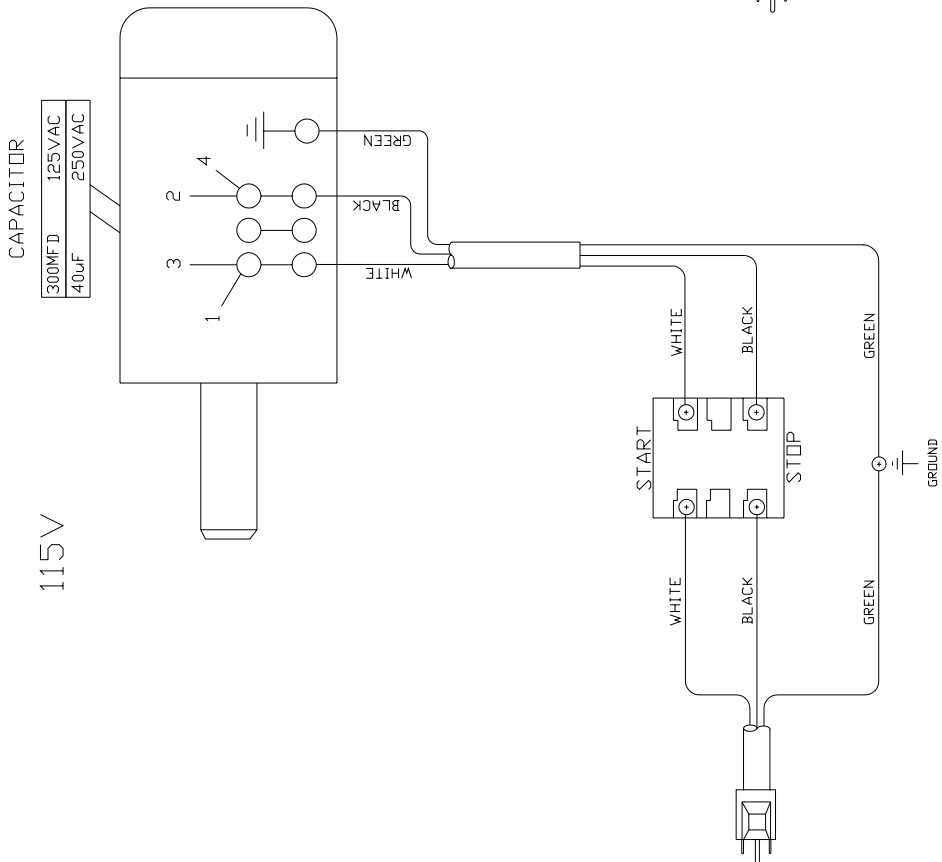 CAPACITOR
300MFD 125VAC
40uF 250VAC
115V
3
2
4
1
GREEN
BLACK
WHITE
WHITE
BLACK
GREEN
START
STOP
GROUND
WHITE
BLACK
GREEN